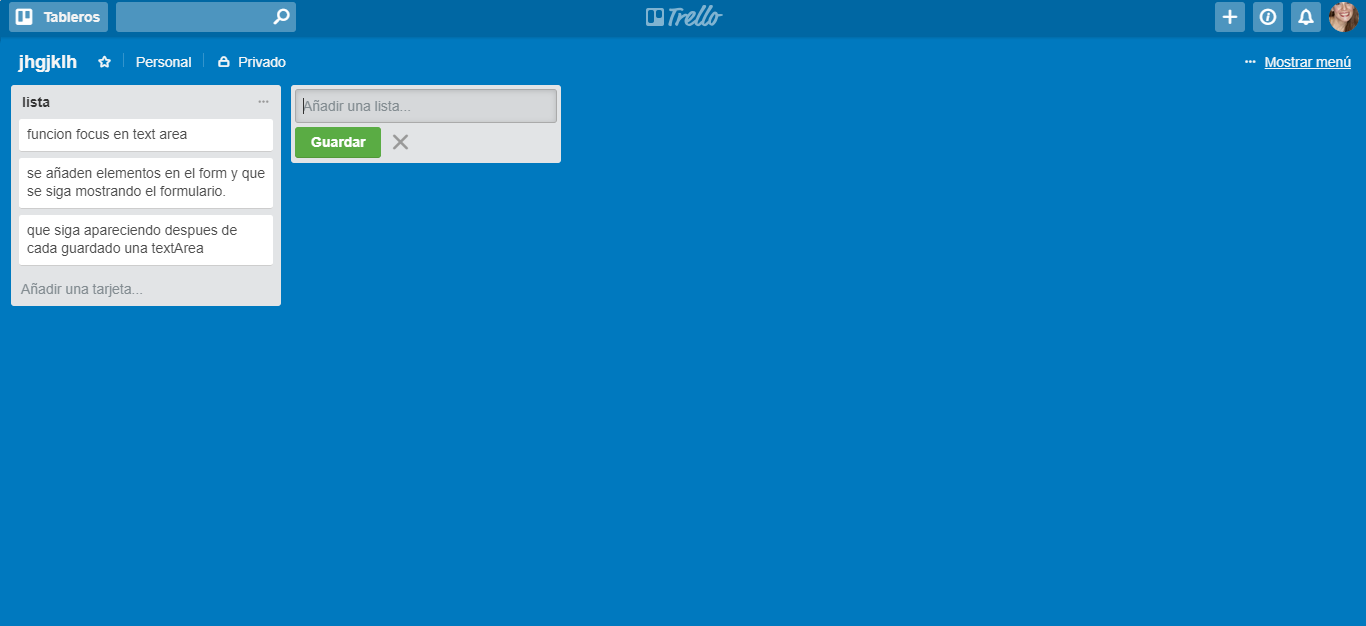 Tableros
Trello
jhgjklh
Personal
Privado
Mostrar menú
lista
funcion focus en text area
se añaden elementos en el form y que
se siga mostrando el formulario.
que siga apareciendo despues de
cada guardado una textArea
Añadir una tarjeta...
Añadir una lista...
Guardar